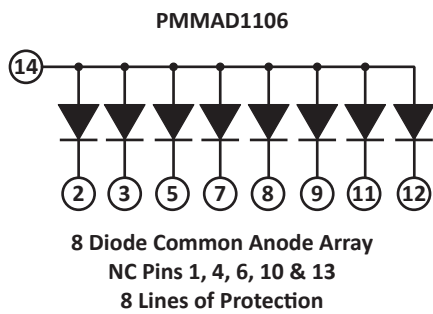 PMMAD1106
14
2 3 5 7 8 9 11 12
8 Diode Common Anode Array
NC Pins 1, 4, 6, 10 & 13
8 Lines of Protection